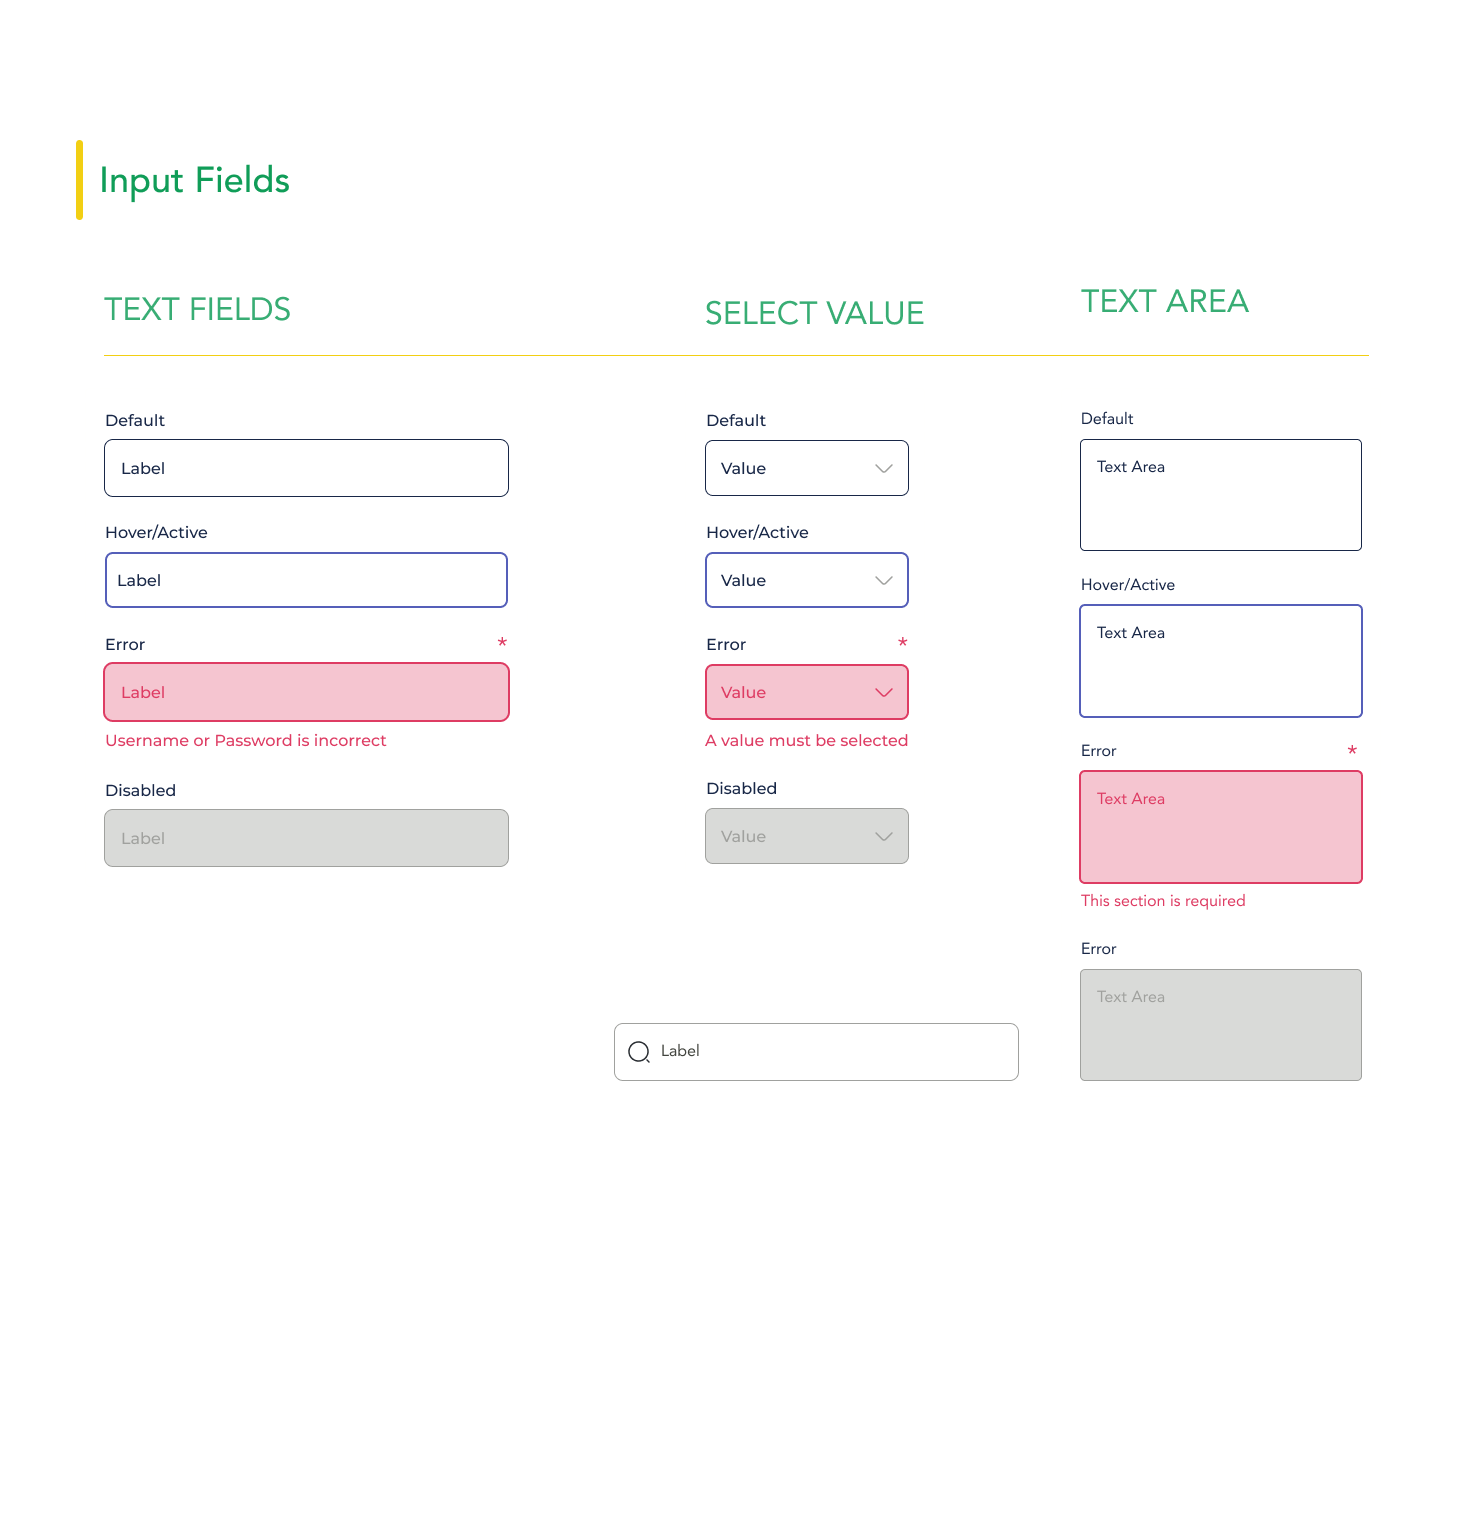 Input Fields
TEXT FIELDS
Default
Label
Hover/Active
Label
Error *
Label
Username or Password is incorrect
Disabled
Label
SELECT VALUE
Default
Value
Hover/Active
Value
Error *
Value
A value must be selected
Disabled
Value
Label
TEXT AREA
Default
Text Area
Hover/Active
Text Area
Error *
Text Area
This section is required
Error
Text Area